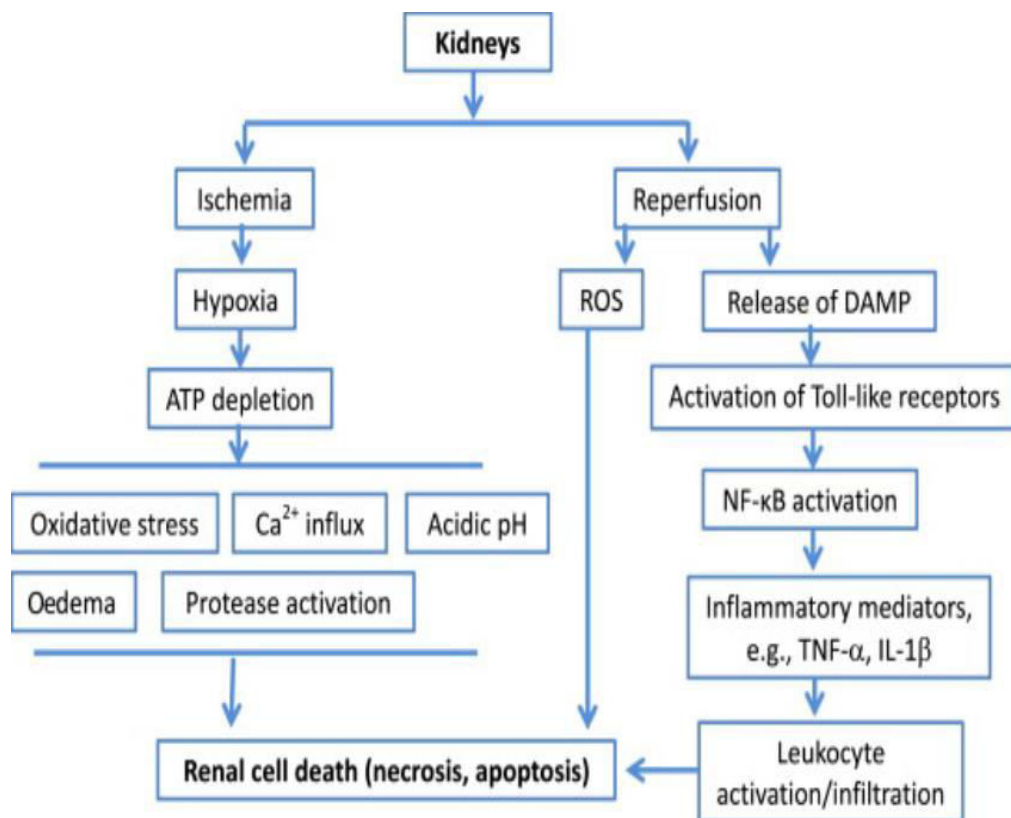 Kidneys
Ischemia
Reperfusion
Hypoxia
ROS
Release of DAMP
ATP depletion
Activation of Toll-like receptors
Oxidative stress
Ca²⁺ influx
Acidic pH
NF-κB activation
Oedema
Protease activation
Inflammatory mediators,
e.g., TNF-α, IL-1β
Renal cell death (necrosis, apoptosis)
Leukocyte
activation/infiltration